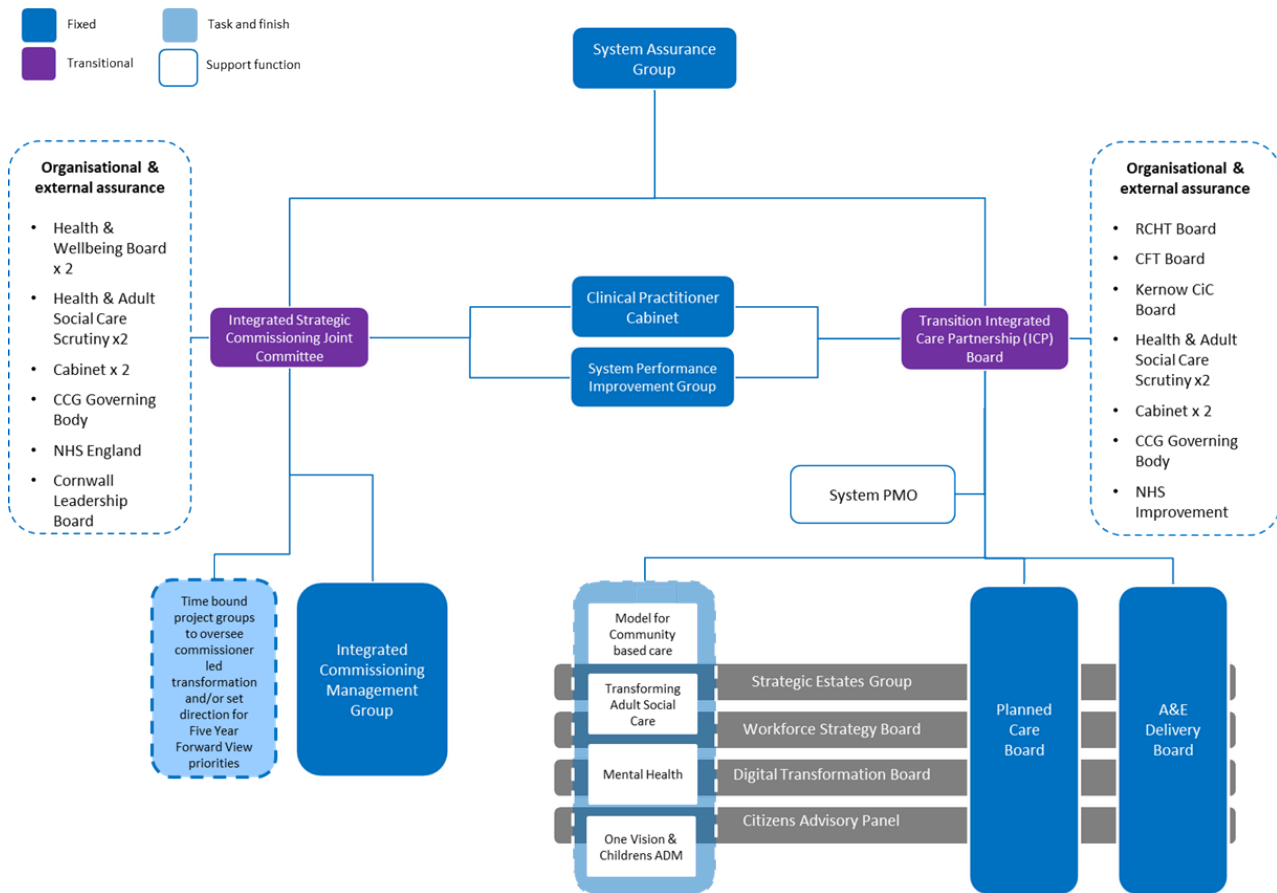 Fixed
Task and finish
Transitional
Support function
System Assurance
Group
Organisational &
external assurance
• Health &
Wellbeing Board
x 2
• Health & Adult
Social Care
Scrutiny x2
• Cabinet x 2
• CCG Governing
Body
• NHS England
• Cornwall
Leadership
Board
Integrated Strategic
Commissioning Joint
Committee
Clinical Practitioner
Cabinet
System Performance
Improvement Group
Transition Integrated
Care Partnership (ICP)
Board
Organisational &
external assurance
• RCHT Board
• CFT Board
• Kernow CiC
Board
• Health & Adult
Social Care
Scrutiny x2
• Cabinet x 2
• CCG Governing
Body
• NHS
Improvement
System PMO
Time bound
project groups
to oversee
commissioner
led
transformation
and/or set
direction for
Five Year
Forward View
priorities
Integrated
Commissioning
Management
Group
Model for
Community
based care
Transforming
Adult Social
Care
Mental Health
One Vision &
Childrens ADM
Strategic Estates Group
Workforce Strategy Board
Digital Transformation Board
Citizens Advisory Panel
Planned
Care
Board
A&E
Delivery
Board